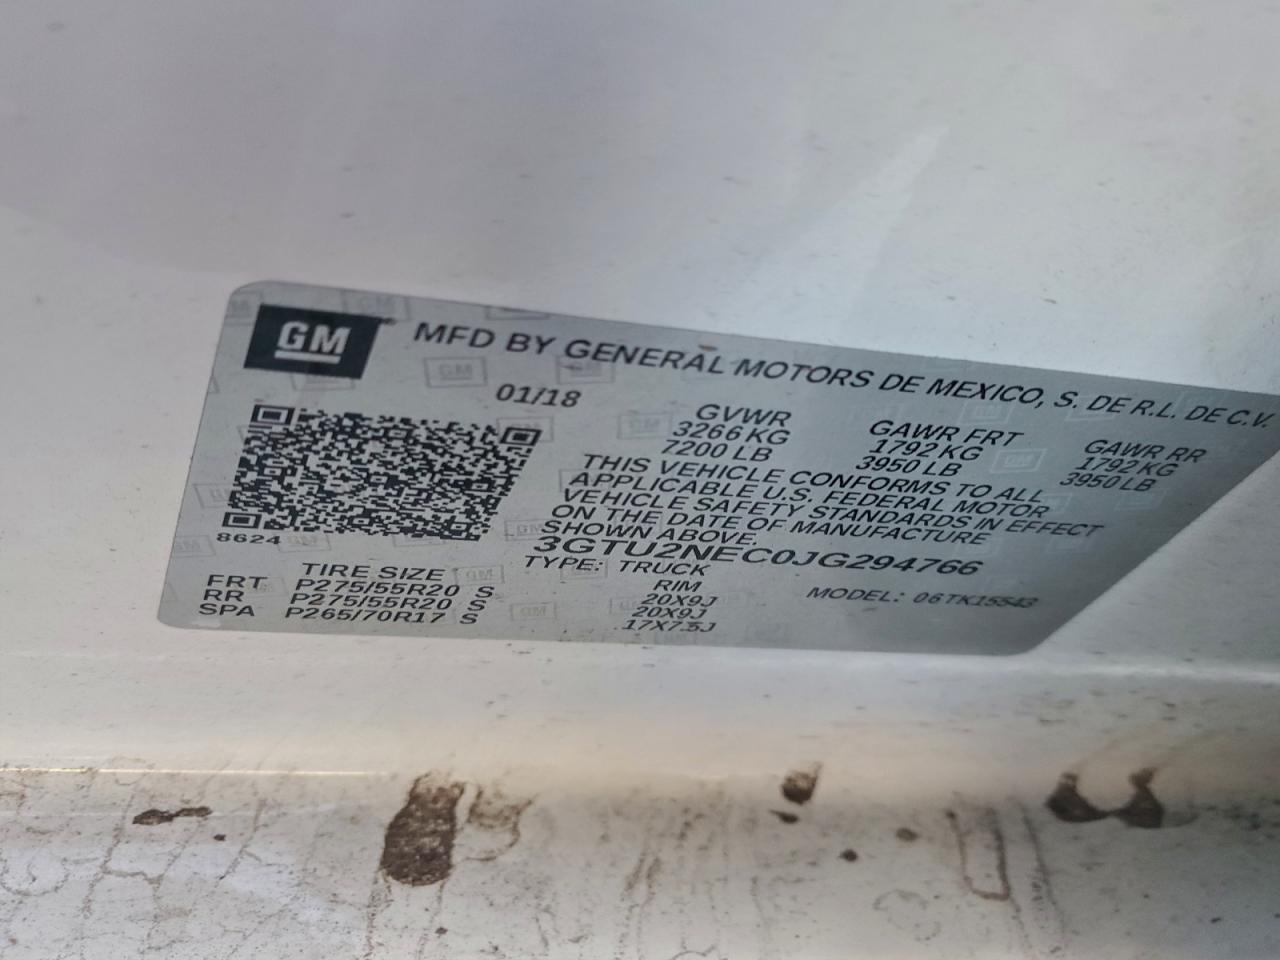 GM MFD BY GENERAL MOTORS DE MEXICO, S. DE R.L. DE C.V.
01/18
GVWR GAWR FRT GAWR RR
3266 KG 1792 KG 1792 KG
7200 LB 3950 LB 3950 LB
THIS VEHICLE CONFORMS TO ALL
APPLICABLE U.S. FEDERAL MOTOR
VEHICLE SAFETY STANDARDS IN EFFECT
ON THE DATE OF MANUFACTURE
SHOWN ABOVE.
8624
3GTU2NEC0JG294766
TYPE: TRUCK MODEL: 06TK15543
TIRE SIZE RIM
FRT P275/55R20 S 20X9J
RR P275/55R20 S 20X9J
SPA P265/70R17 S 17X7.5J